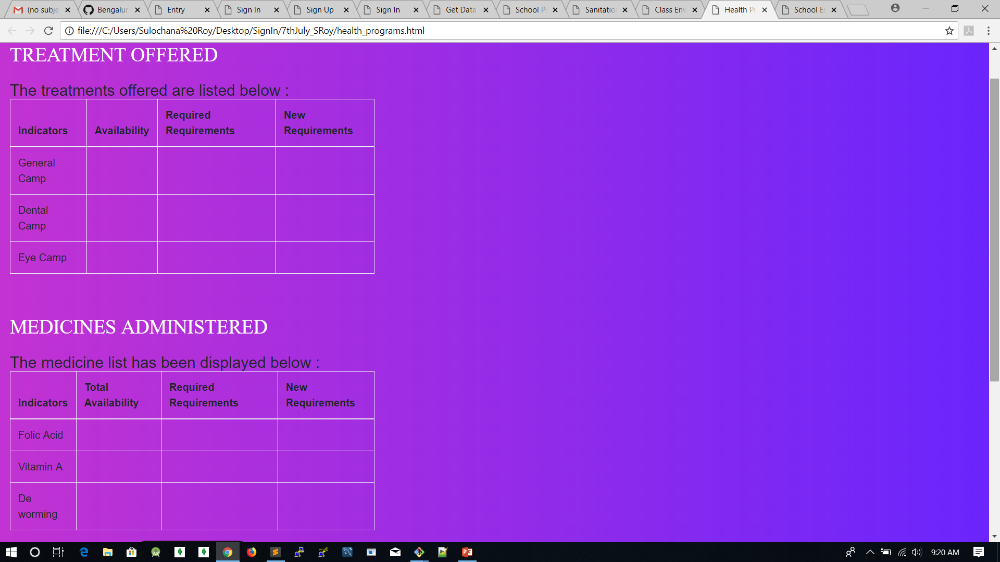 (no subje
Bengalur
Entry
Sign In
Sign Up
Sign In
Get Data
School P
Sanitatio
Class Env
Health Pr
School En
file:///C:/Users/Sulochana%20Roy/Desktop/SignIn/7thJuly_SRoy/health_programs.html
TREATMENT OFFERED
The treatments offered are listed below :
Indicators Availability Required Requirements New Requirements
General Camp
Dental Camp
Eye Camp
MEDICINES ADMINISTERED
The medicine list has been displayed below :
Indicators Total Availability Required Requirements New Requirements
Folic Acid
Vitamin A
De worming
9:20 AM